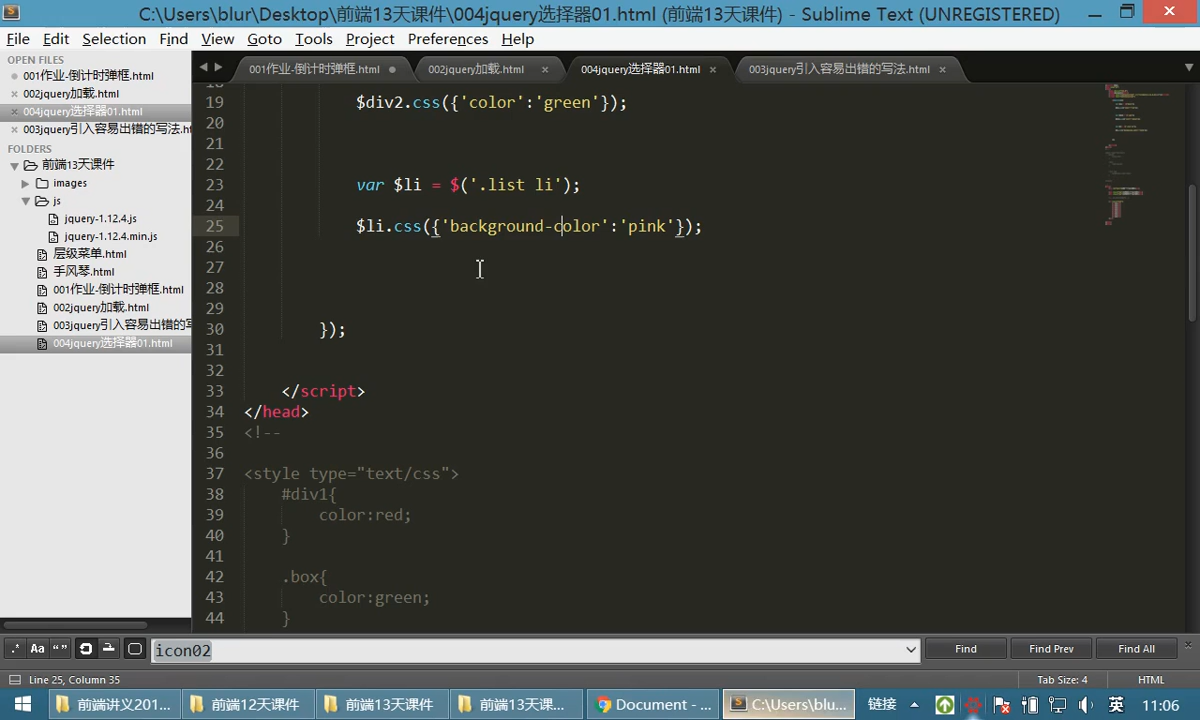 C:\Users\blur\Desktop\前端13天课件\004jquery选择器01.html (前端13天课件) - Sublime Text (UNREGISTERED)
File Edit Selection Find View Goto Tools Project Preferences Help
OPEN FILES
001作业-倒计时弹框.html
002jquery加载.html
004jquery选择器01.html
003jquery引入容易出错的写法.ht
FOLDERS
前端13天课件
images
js
jquery-1.12.4.js
jquery-1.12.4.min.js
层级菜单.html
手风琴.html
001作业-倒计时弹框.html
002jquery加载.html
003jquery引入容易出错的写
004jquery选择器01.html
001作业-倒计时弹框.html 002jquery加载.html 004jquery选择器01.html 003jquery引入容易出错的写法.html
18
19 $div2.css({'color':'green'});
20
21
22
23 var $li = $('.list li');
24
25 $li.css({'background-color':'pink'});
26
27
28
29
30 });
31
32
33 </script>
34 </head>
35 <!--
36
37 <style type="text/css">
38 #div1{
39 color:red;
40 }
41
42 .box{
43 color:green;
44 }
.* Aa “ ” icon02 Find Find Prev Find All
Line 25, Column 35 Tab Size: 4 HTML
前端讲义201... 前端12天课件 前端13天课件 前端13天课... Document - ... C:\Users\blu... 链接 英 11:06